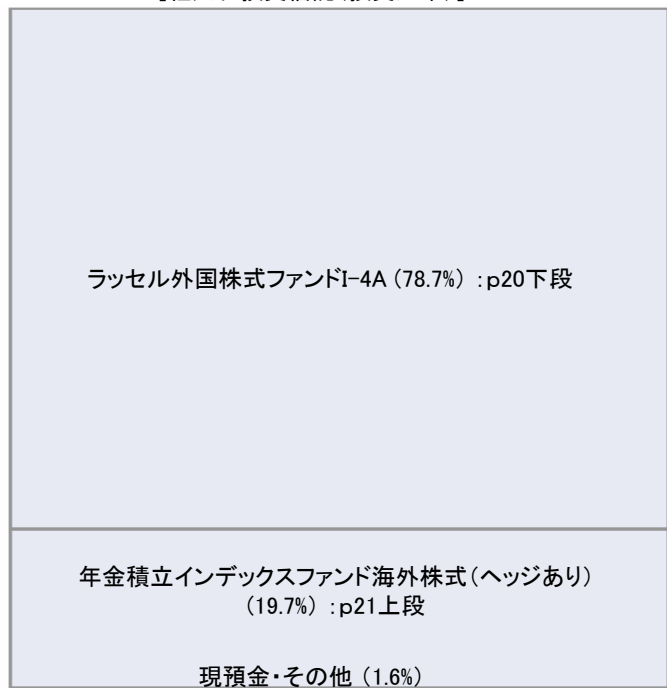 ラッセル外国株式ファンドI-4A (78.7%) ：p20下段
年金積立インデックスファンド海外株式(ヘッジあり)
(19.7%) ：p21上段
現預金・その他 (1.6%)